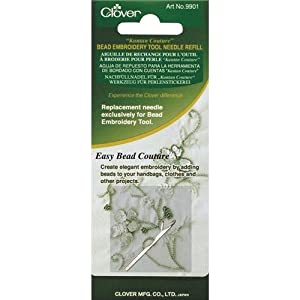 Art No.9901
Clover
"Kantan Couture"
BEAD EMBROIDERY TOOL NEEDLE REFILL
AIGUILLE DE RECHANGE POUR L'OUTIL
À BRODERIE POUR PERLE "Kantan Couture"
AGUJA DE REPUESTO PARA LA HERRAMIENTA
DE BORDADO CON CUENTAS "Kantan Couture"
NACHFÜLLNADEL FÜR "Kantan Couture"
WERKZEUG FÜR PERLENSTICKEREI
Experience the Clover difference
Replacement needle
exclusively for Bead
Embroidery Tool.
Easy Bead Couture
Create elegant embroidery by adding
beads to your handbags, clothes and
other projects.
CLOVER MFG. CO., LTD. JAPAN